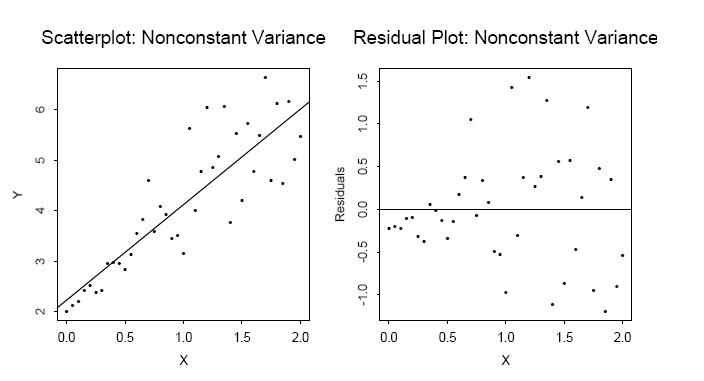 Scatterplot: Nonconstant Variance
6
5
4
3
2
Y
0.0 0.5 1.0 1.5 2.0
X
Residual Plot: Nonconstant Variance
1.5
1.0
0.5
0.0
-0.5
-1.0
Residuals
0.0 0.5 1.0 1.5 2.0
X